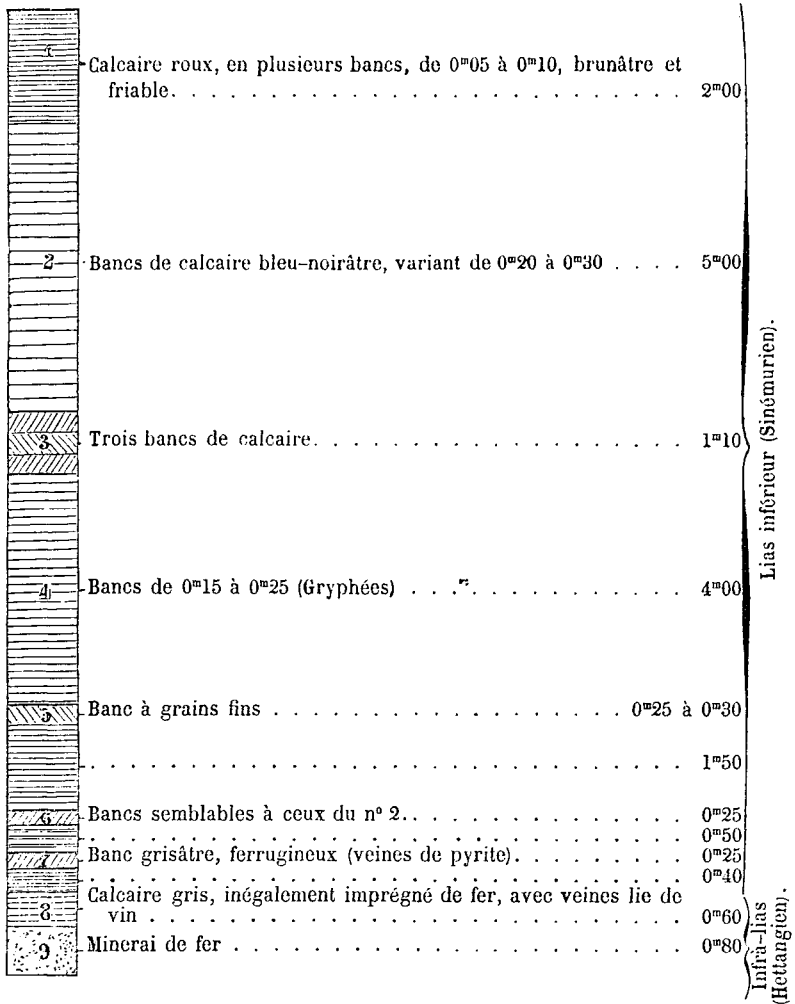 1 Calcaire roux, en plusieurs bancs, de 0ᵐ05 à 0ᵐ10, brunâtre et
friable. . . . . . . . . . . . . . . . . . . . . . . . 2ᵐ00
2 Bancs de calcaire bleu-noirâtre, variant de 0ᵐ20 à 0ᵐ30 . . . . 5ᵐ00
3 Trois bancs de calcaire. . . . . . . . . . . . . . . . . . 1ᵐ10
4 Bancs de 0ᵐ15 à 0ᵐ25 (Gryphées) . . . . . . . . . . . . . 4ᵐ00
5 Banc à grains fins . . . . . . . . . . . . . . . . . 0ᵐ25 à 0ᵐ30
. . . . . . . . . . . . . . . . . . . . . . . . . . . . 1ᵐ50
6 Bancs semblables à ceux du nº 2. . . . . . . . . . . . . . 0ᵐ25
. . . . . . . . . . . . . . . . . . . . . . . . . . . . 0ᵐ50
7 Banc grisâtre, ferrugineux (veines de pyrite). . . . . . . . . 0ᵐ25
. . . . . . . . . . . . . . . . . . . . . . . . . . . . 0ᵐ40
8 Calcaire gris, inégalement imprégné de fer, avec veines lie de
vin . . . . . . . . . . . . . . . . . . . . . . . . . 0ᵐ60
9 Minerai de fer . . . . . . . . . . . . . . . . . . . . . 0ᵐ80
Lias inférieur (Sinémurien).
Infra-lias
(Hettangien).